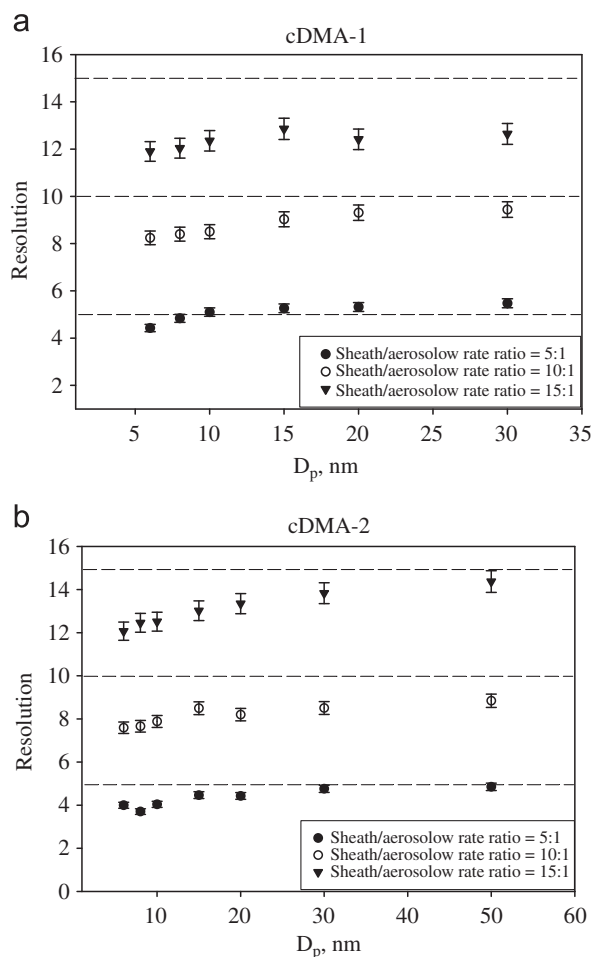 a
cDMA-1
16
14
12
10
8
6
4
2
Resolution
Sheath/aerosolow rate ratio = 5:1
Sheath/aerosolow rate ratio = 10:1
Sheath/aerosolow rate ratio = 15:1
5 10 15 20 25 30 35
Dp, nm
b
cDMA-2
16
14
12
10
8
6
4
2
0
Resolution
Sheath/aerosolow rate ratio = 5:1
Sheath/aerosolow rate ratio = 10:1
Sheath/aerosolow rate ratio = 15:1
10 20 30 40 50 60
Dp, nm